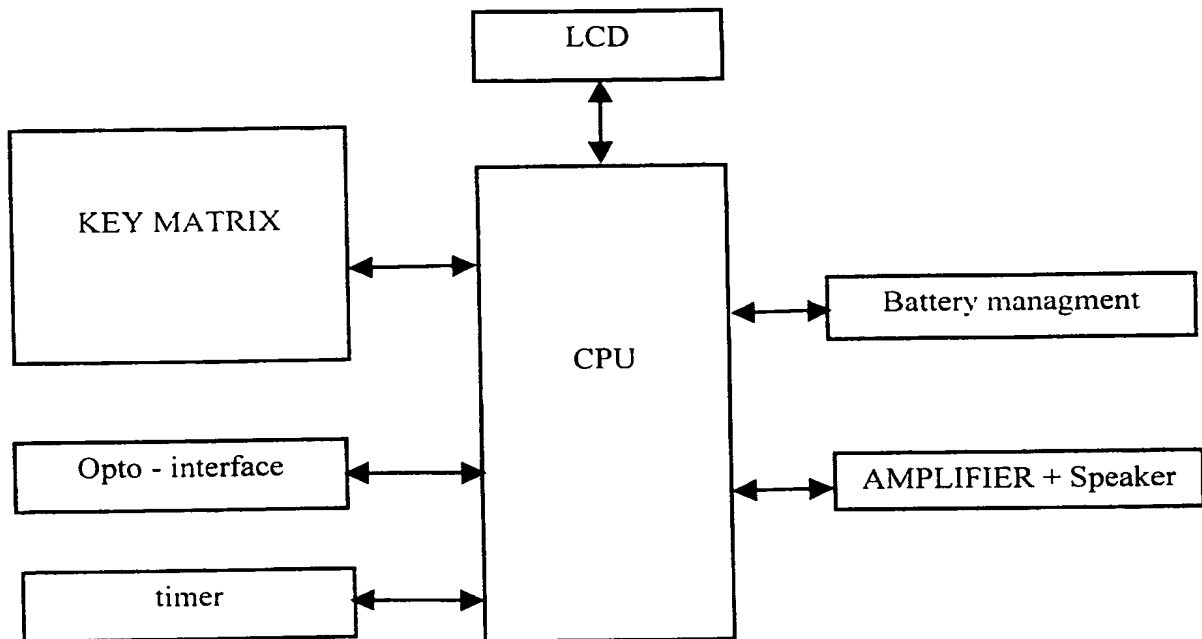 LCD
KEY MATRIX
Battery managment
CPU
Opto - interface
AMPLIFIER + Speaker
timer